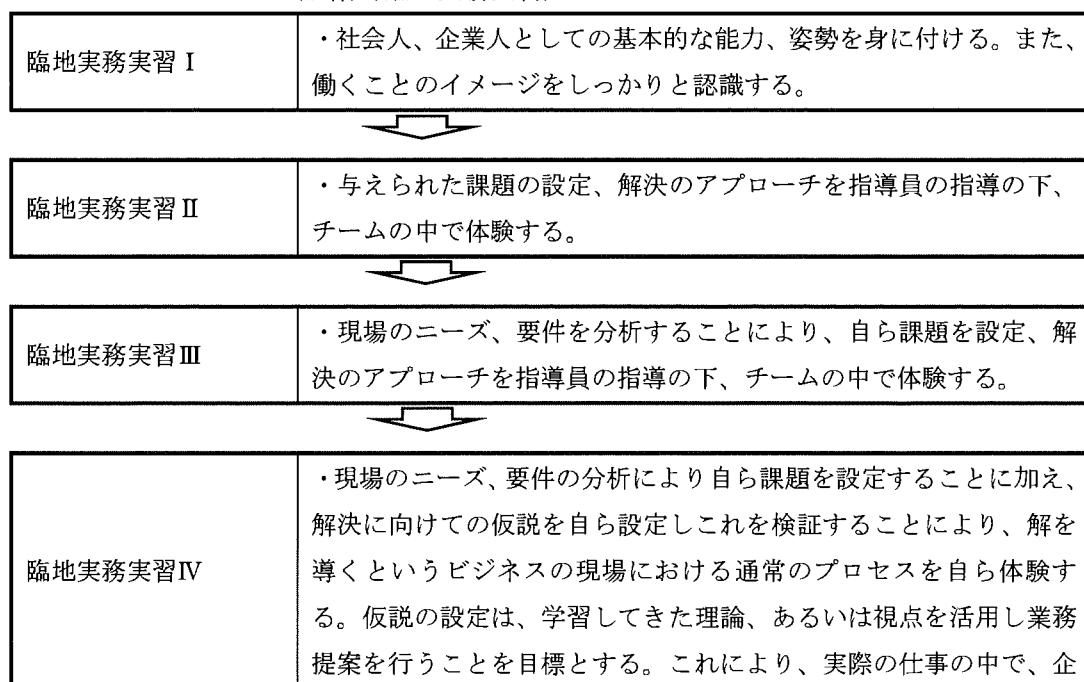 臨地実務実習Ⅰ
・社会人、企業人としての基本的な能力、姿勢を身に付ける。また、
働くことのイメージをしっかりと認識する。
臨地実務実習Ⅱ
・与えられた課題の設定、解決のアプローチを指導員の指導の下、
チームの中で体験する。
臨地実務実習Ⅲ
・現場のニーズ、要件を分析することにより、自ら課題を設定、解
決のアプローチを指導員の指導の下、チームの中で体験する。
臨地実務実習Ⅳ
・現場のニーズ、要件の分析により自ら課題を設定することに加え、
解決に向けての仮説を自ら設定しこれを検証することにより、解を
導くというビジネスの現場における通常のプロセスを自ら体験す
る。仮説の設定は、学習してきた理論、あるいは視点を活用し業務
提案を行うことを目標とする。これにより、実際の仕事の中で、企